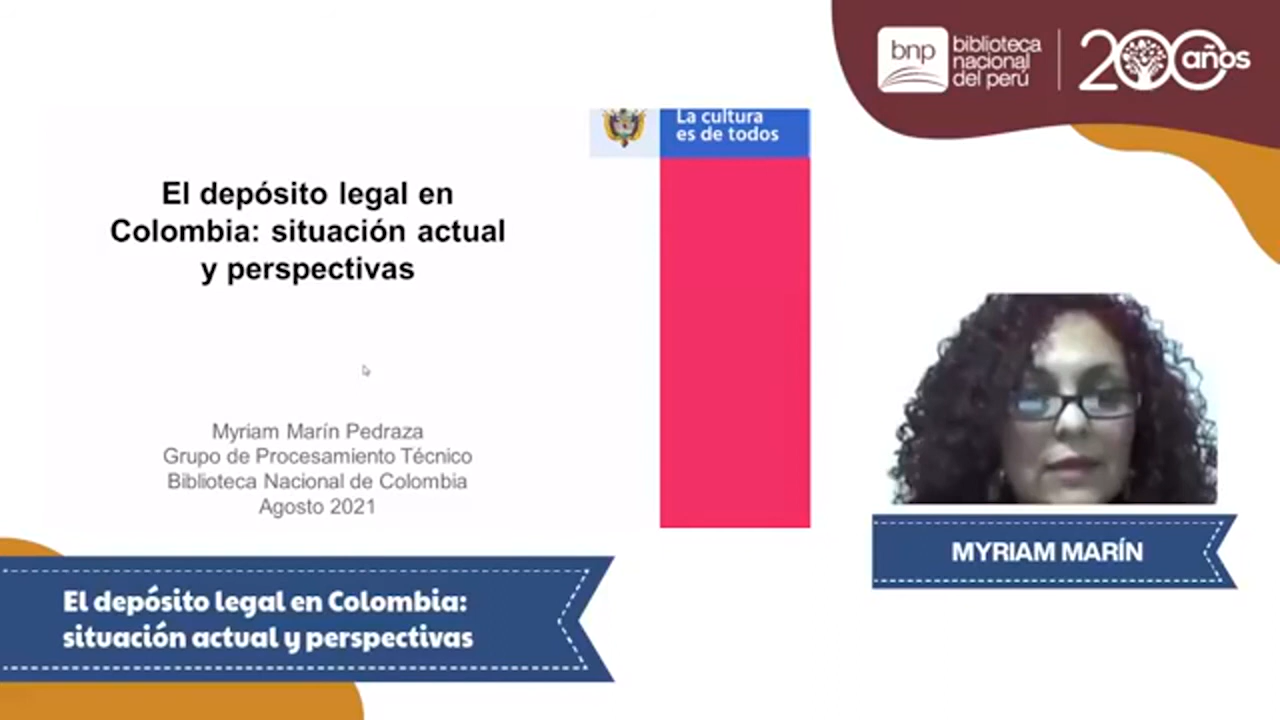 bnp
biblioteca
nacional
del perú
200 años
La cultura
es de todos
El depósito legal en
Colombia: situación actual
y perspectivas
Myriam Marín Pedraza
Grupo de Procesamiento Técnico
Biblioteca Nacional de Colombia
Agosto 2021
MYRIAM MARÍN
El depósito legal en Colombia:
situación actual y perspectivas